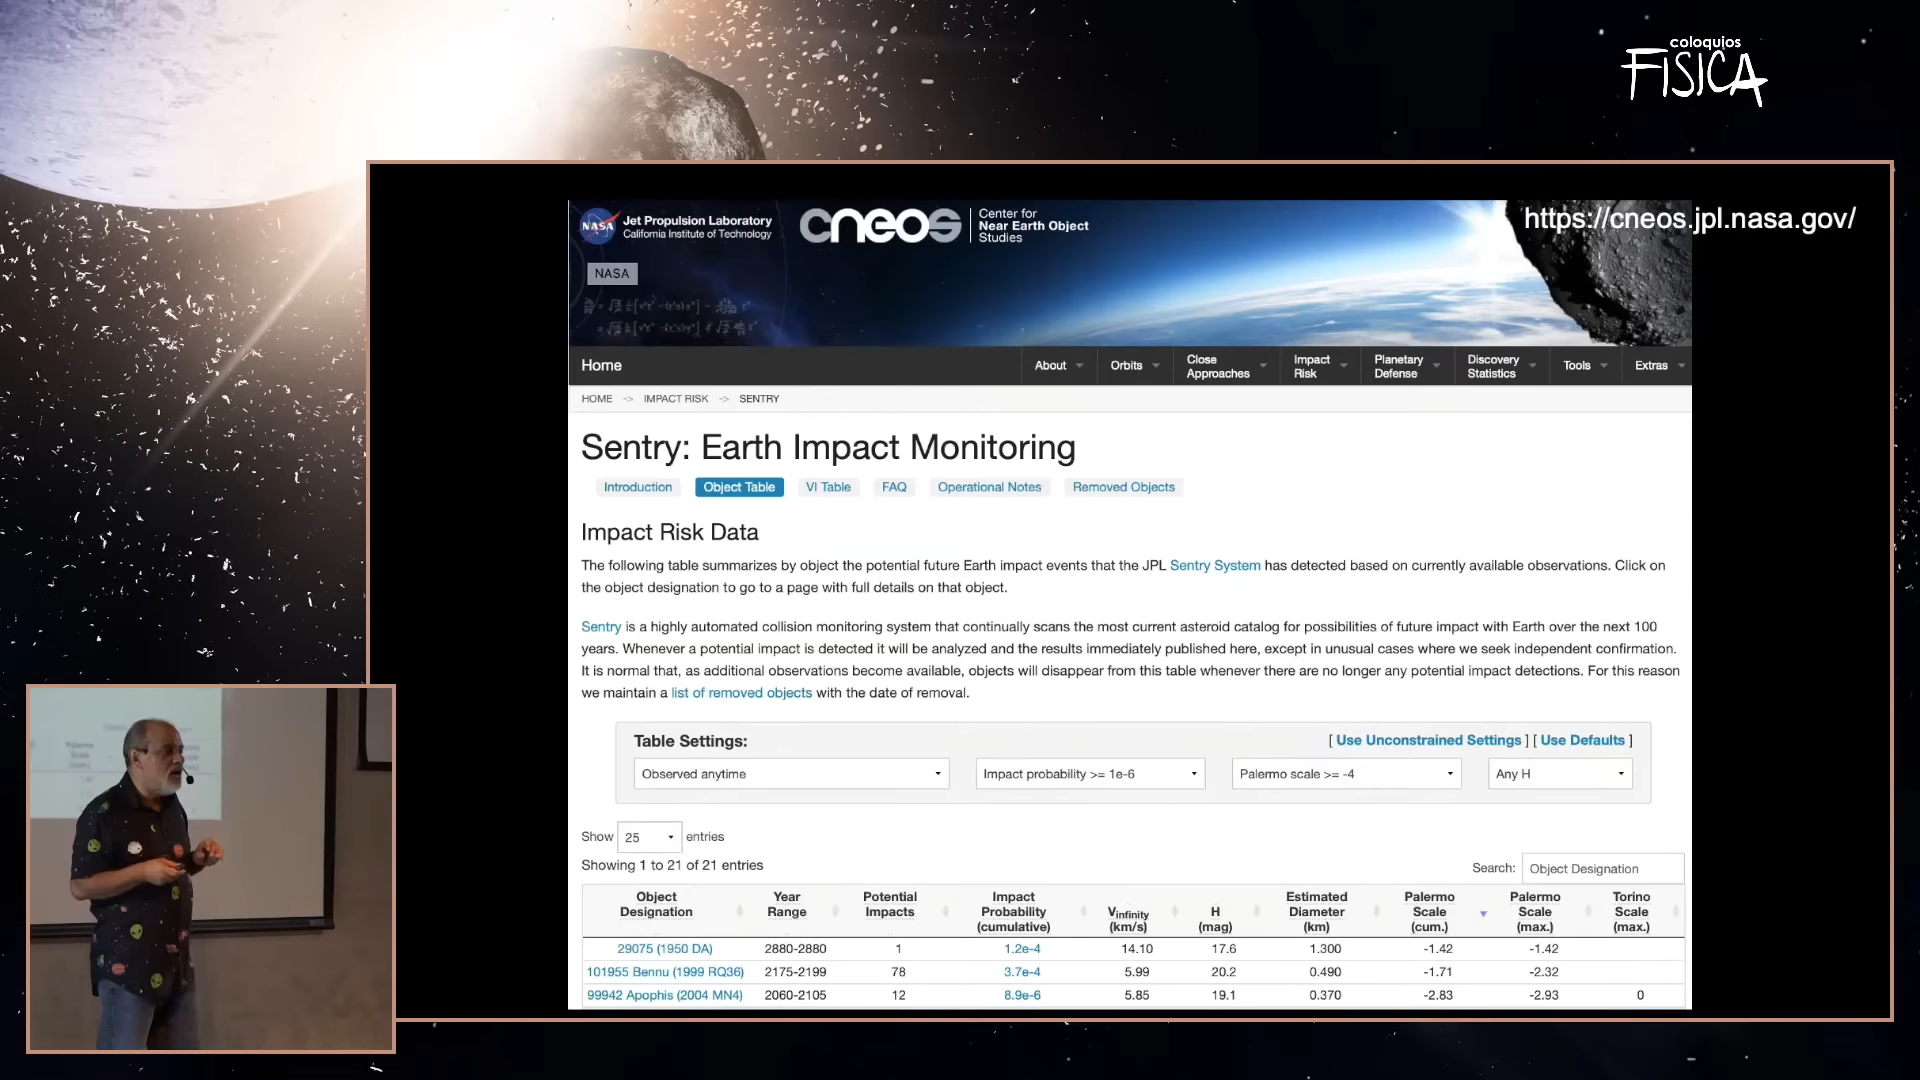 coloquios
FISICA
https://cneos.jpl.nasa.gov/
NASA
Jet Propulsion Laboratory
California Institute of Technology
cneos
Center for
Near Earth Object
Studies
NASA
Home
About
Orbits
Close
Approaches
Impact
Risk
Planetary
Defense
Discovery
Statistics
Tools
Extras
HOME -> IMPACT RISK -> SENTRY
Sentry: Earth Impact Monitoring
Introduction Object Table VI Table FAQ Operational Notes Removed Objects
Impact Risk Data
The following table summarizes by object the potential future Earth impact events that the JPL Sentry System has detected based on currently available observations. Click on
the object designation to go to a page with full details on that object.
Sentry is a highly automated collision monitoring system that continually scans the most current asteroid catalog for possibilities of future impact with Earth over the next 100
years. Whenever a potential impact is detected it will be analyzed and the results immediately published here, except in unusual cases where we seek independent confirmation.
It is normal that, as additional observations become available, objects will disappear from this table whenever there are no longer any potential impact detections. For this reason
we maintain a list of removed objects with the date of removal.
Table Settings:
[ Use Unconstrained Settings ] [ Use Defaults ]
Observed anytime
Impact probability >= 1e-6
Palermo scale >= -4
Any H
Show 25 entries
Showing 1 to 21 of 21 entries
Search: Object Designation
Object
Designation
Year
Range
Potential
Impacts
Impact
Probability
(cumulative)
Vinfinity
(km/s)
H
(mag)
Estimated
Diameter
(km)
Palermo
Scale
(cum.)
Palermo
Scale
(max.)
Torino
Scale
(max.)
29075 (1950 DA) 2880-2880 1 1.2e-4 14.10 17.6 1.300 -1.42 -1.42
101955 Bennu (1999 RQ36) 2175-2199 78 3.7e-4 5.99 20.2 0.490 -1.71 -2.32
99942 Apophis (2004 MN4) 2060-2105 12 8.9e-6 5.85 19.1 0.370 -2.83 -2.93 0